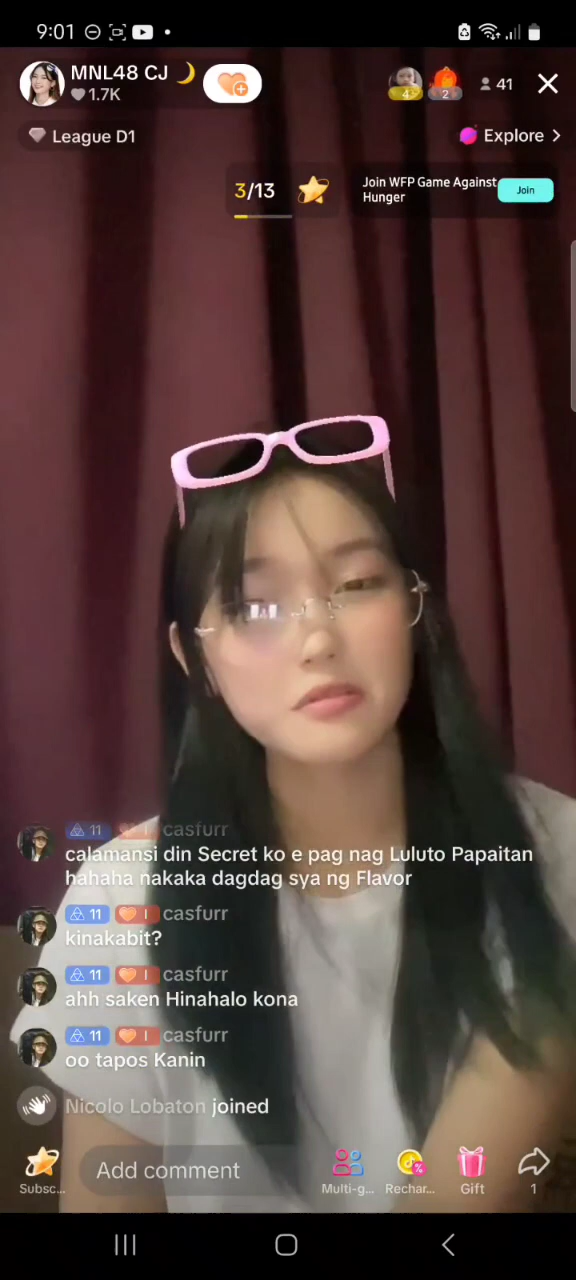 9:01
MNL48 CJ 🌙
1.7K
4
2
41
League D1
Explore >
3/13
Join WFP Game Against
Hunger
Join
11 I casfurr
calamansi din Secret ko e pag nag Luluto Papaitan
hahaha nakaka dagdag sya ng Flavor
11 I casfurr
kinakabit?
11 I casfurr
ahh saken Hinahalo kona
11 I casfurr
oo tapos Kanin
Nicolo Lobaton joined
Subsc...
Add comment
Multi-g...
Rechar...
Gift
1